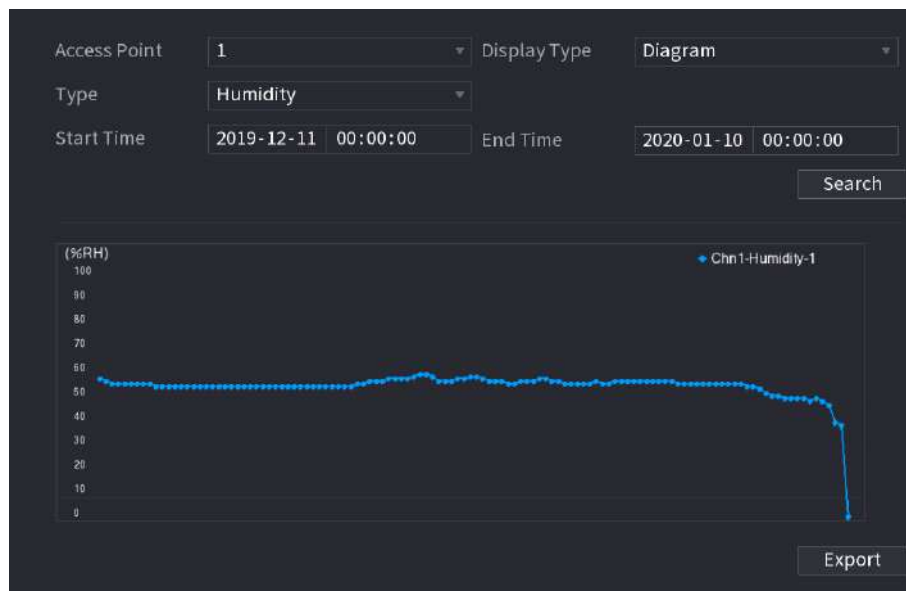 Access Point 1 Display Type Diagram
Type Humidity
Start Time 2019-12-11 00:00:00 End Time 2020-01-10 00:00:00
Search
(%RH)
Chn1-Humidity-1
100
90
80
70
60
50
40
30
20
10
0
Export